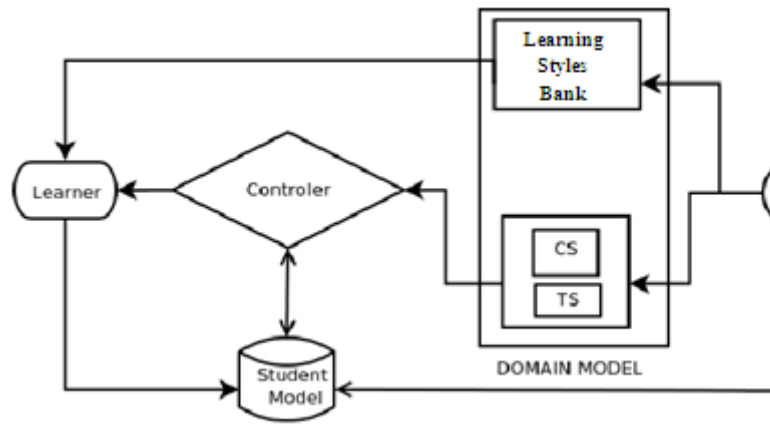 Learning
Styles
Bank
Learner
Controler
CS
TS
Student
Model
DOMAIN MODEL